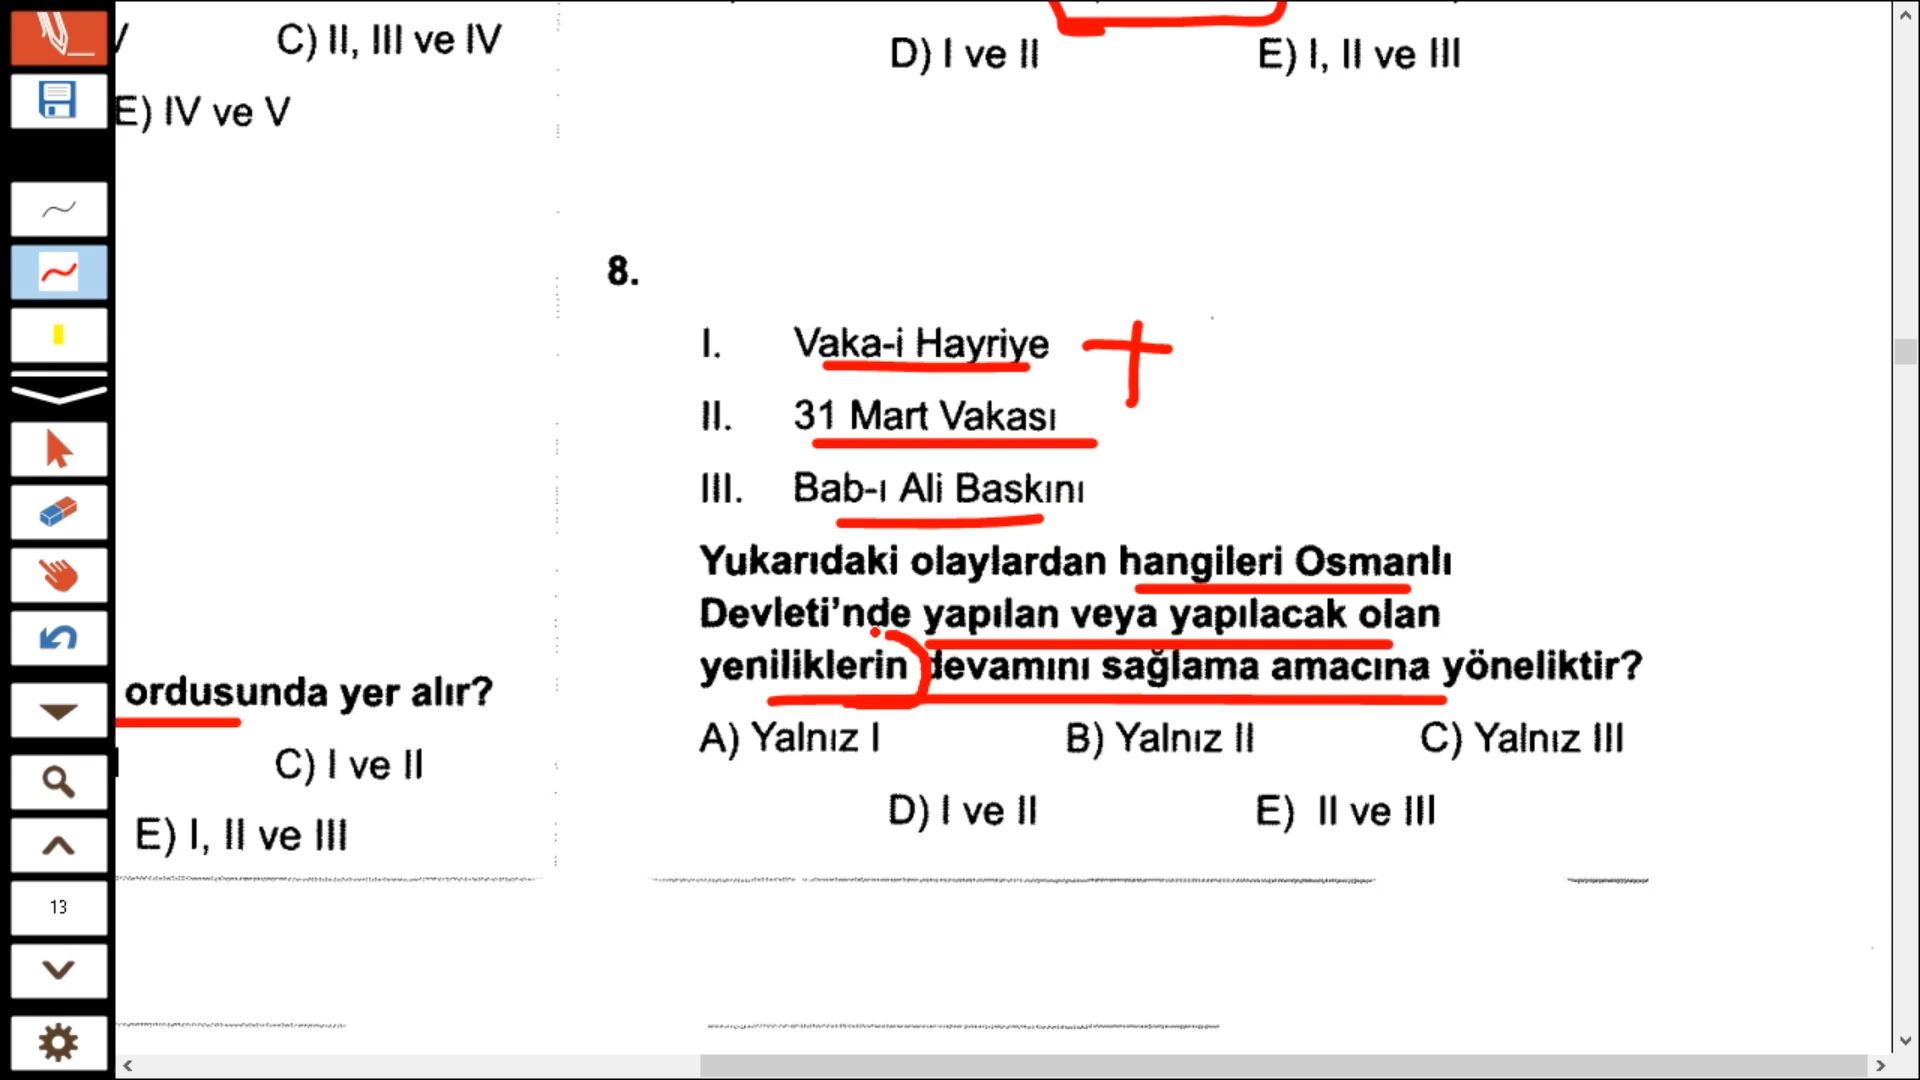 C) II, III ve IV
E) IV ve V
ordusunda yer alır?
C) I ve II
E) I, II ve III
D) I ve II
E) I, II ve III
8.
I. Vaka-i Hayriye
II. 31 Mart Vakası
III. Bab-ı Ali Baskını
Yukarıdaki olaylardan hangileri Osmanlı
Devleti'nde yapılan veya yapılacak olan
yeniliklerin devamını sağlama amacına yöneliktir?
A) Yalnız I
B) Yalnız II
C) Yalnız III
D) I ve II
E) II ve III
13